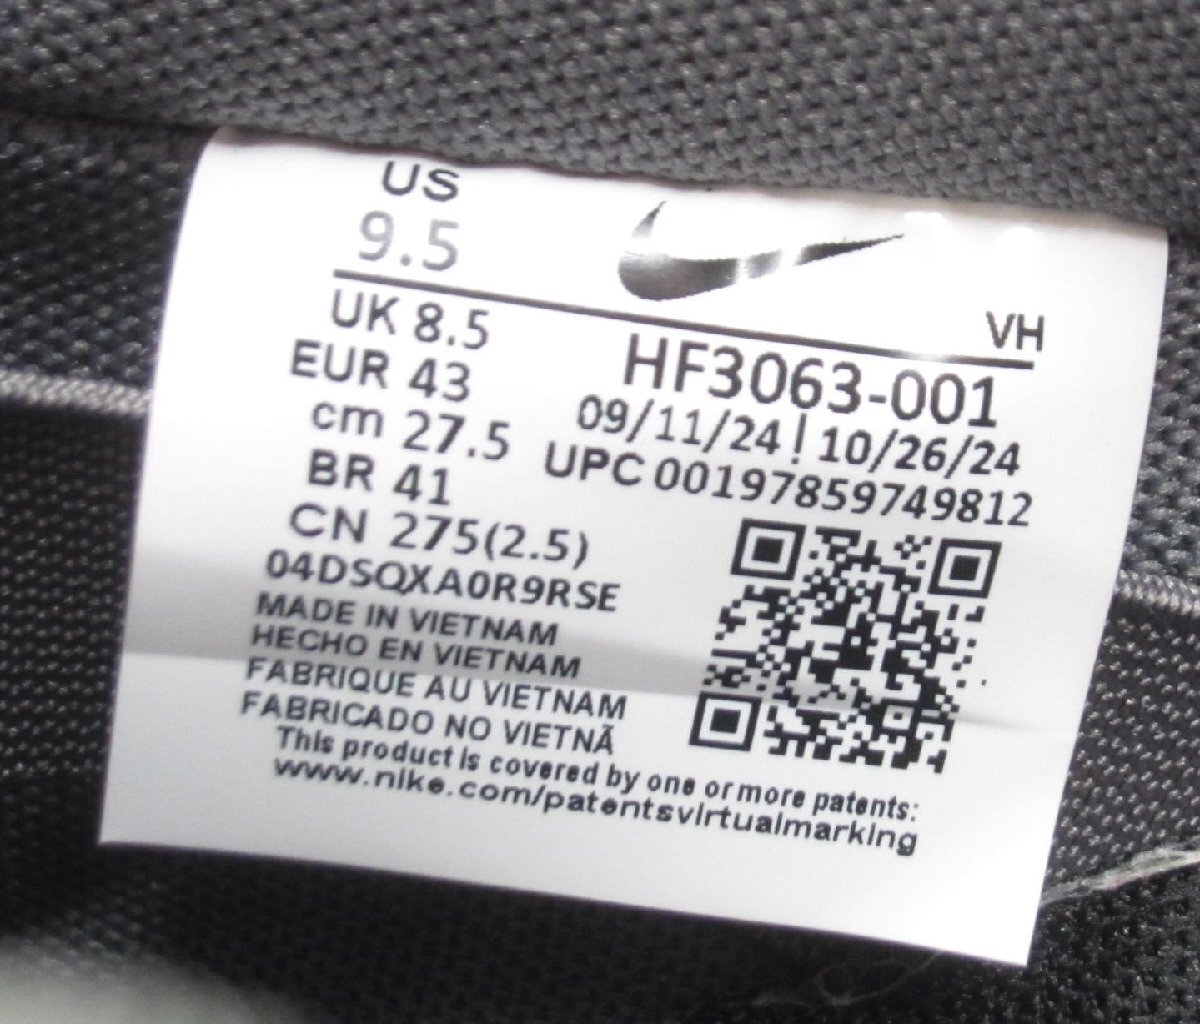 US
9.5
VH
UK 8.5
EUR 43
cm 27.5
BR 41
CN 275(2.5)
HF3063-001
09/11/24 | 10/26/24
UPC 00197859749812
04DSQXA0R9RSE
MADE IN VIETNAM
HECHO EN VIETNAM
FABRIQUE AU VIETNAM
FABRICADO NO VIETNÃ
This product is covered by one or more patents:
www.nike.com/patentsvirtualmarking